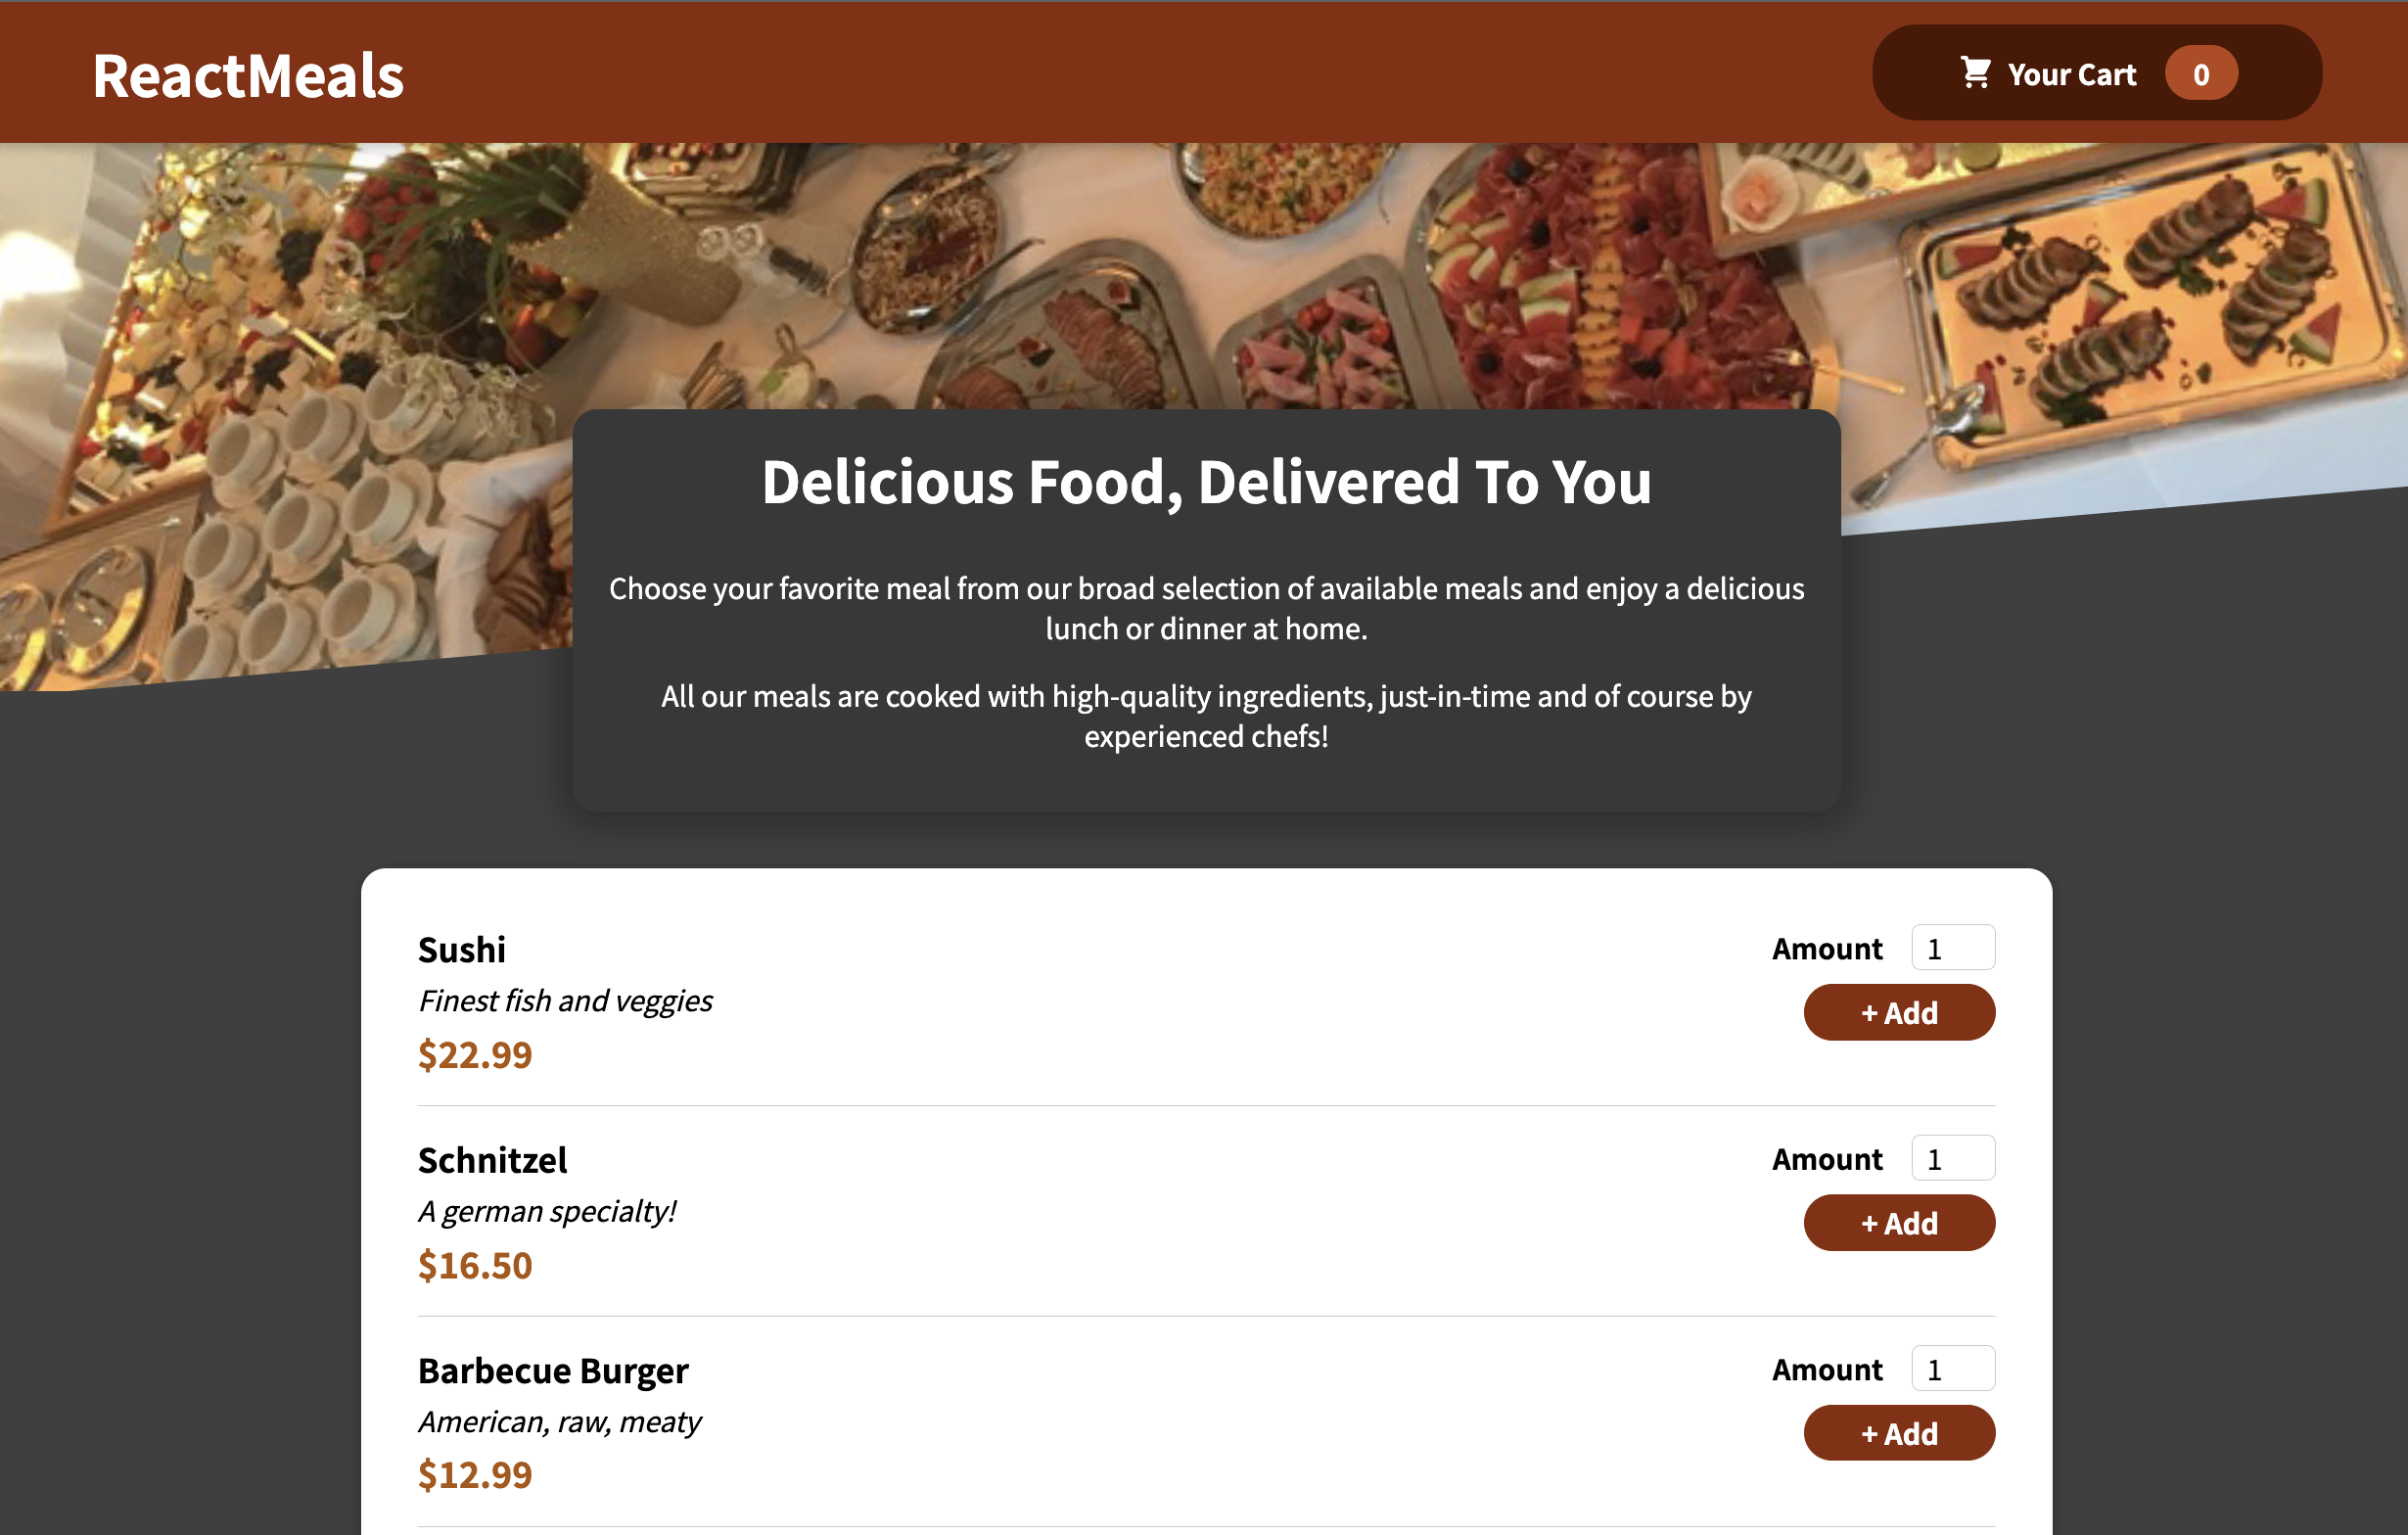 ReactMeals
Your Cart 0
Delicious Food, Delivered To You
Choose your favorite meal from our broad selection of available meals and enjoy a delicious
lunch or dinner at home.
All our meals are cooked with high-quality ingredients, just-in-time and of course by
experienced chefs!
Sushi
Finest fish and veggies
$22.99
Amount 1
+ Add
Schnitzel
A german specialty!
$16.50
Amount 1
+ Add
Barbecue Burger
American, raw, meaty
$12.99
Amount 1
+ Add